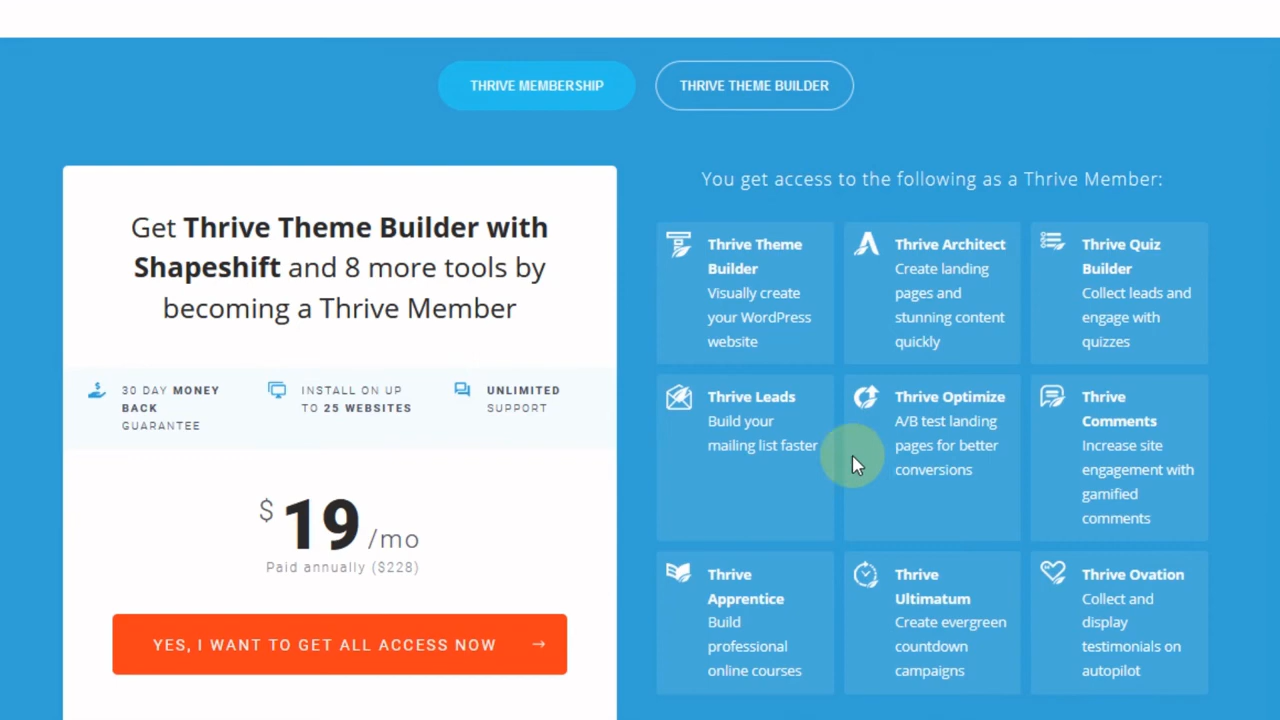 THRIVE MEMBERSHIP
THRIVE THEME BUILDER
Get Thrive Theme Builder with
Shapeshift and 8 more tools by
becoming a Thrive Member
30 DAY MONEY
BACK
GUARANTEE
INSTALL ON UP
TO 25 WEBSITES
UNLIMITED
SUPPORT
$19/mo
Paid annually ($228)
YES, I WANT TO GET ALL ACCESS NOW →
You get access to the following as a Thrive Member:
Thrive Theme
Builder
Visually create
your WordPress
website
Thrive Architect
Create landing
pages and
stunning content
quickly
Thrive Quiz
Builder
Collect leads and
engage with
quizzes
Thrive Leads
Build your
mailing list faster
Thrive Optimize
A/B test landing
pages for better
conversions
Thrive
Comments
Increase site
engagement with
gamified
comments
Thrive
Apprentice
Build
professional
online courses
Thrive
Ultimatum
Create evergreen
countdown
campaigns
Thrive Ovation
Collect and
display
testimonials on
autopilot